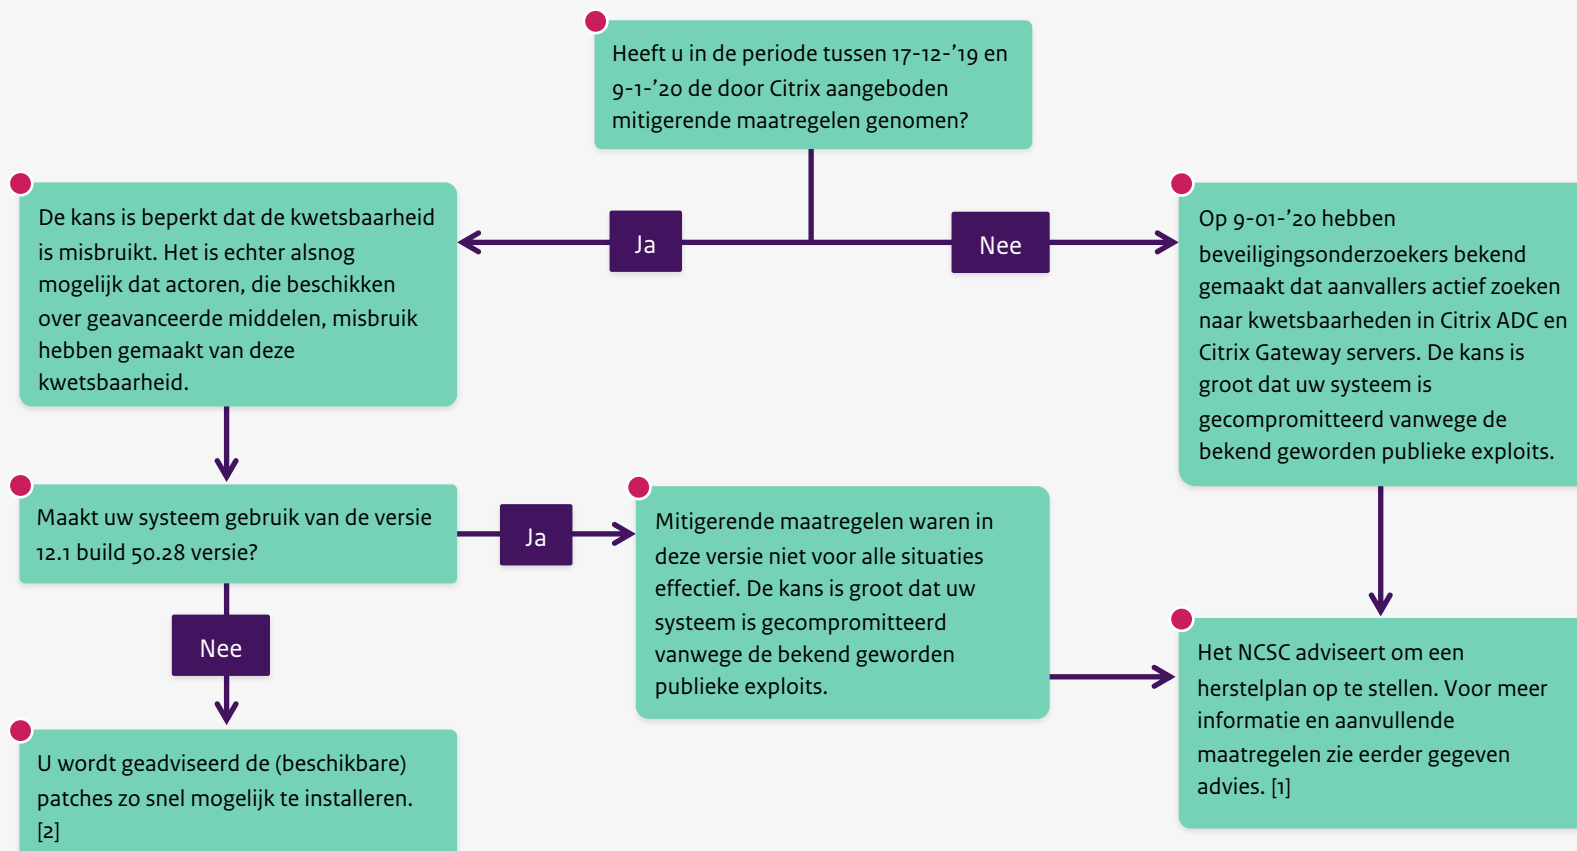 Heeft u in de periode tussen 17-12-’19 en
9-1-’20 de door Citrix aangeboden
mitigerende maatregelen genomen?
Ja
Nee
De kans is beperkt dat de kwetsbaarheid
is misbruikt. Het is echter alsnog
mogelijk dat actoren, die beschikken
over geavanceerde middelen, misbruik
hebben gemaakt van deze
kwetsbaarheid.
Op 9-01-’20 hebben
beveiligingsonderzoekers bekend
gemaakt dat aanvallers actief zoeken
naar kwetsbaarheden in Citrix ADC en
Citrix Gateway servers. De kans is
groot dat uw systeem is
gecompromitteerd vanwege de
bekend geworden publieke exploits.
Maakt uw systeem gebruik van de versie
12.1 build 50.28 versie?
Ja
Mitigerende maatregelen waren in
deze versie niet voor alle situaties
effectief. De kans is groot dat uw
systeem is gecompromitteerd
vanwege de bekend geworden
publieke exploits.
Nee
Het NCSC adviseert om een
herstelplan op te stellen. Voor meer
informatie en aanvullende
maatregelen zie eerder gegeven
advies. [1]
U wordt geadviseerd de (beschikbare)
patches zo snel mogelijk te installeren.
[2]